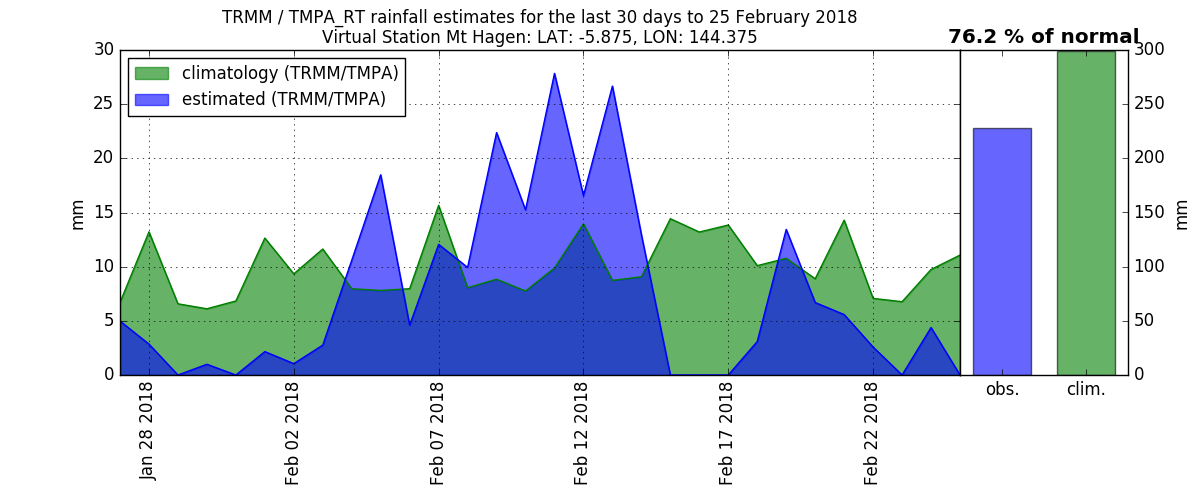 TRMM / TMPA_RT rainfall estimates for the last 30 days to 25 February 2018
Virtual Station Mt Hagen: LAT: -5.875, LON: 144.375
76.2 % of normal
climatology (TRMM/TMPA)
estimated (TRMM/TMPA)
30
25
20
15
10
5
0
mm
300
250
200
150
100
50
0
mm
Jan 28 2018
Feb 02 2018
Feb 07 2018
Feb 12 2018
Feb 17 2018
Feb 22 2018
obs.
clim.